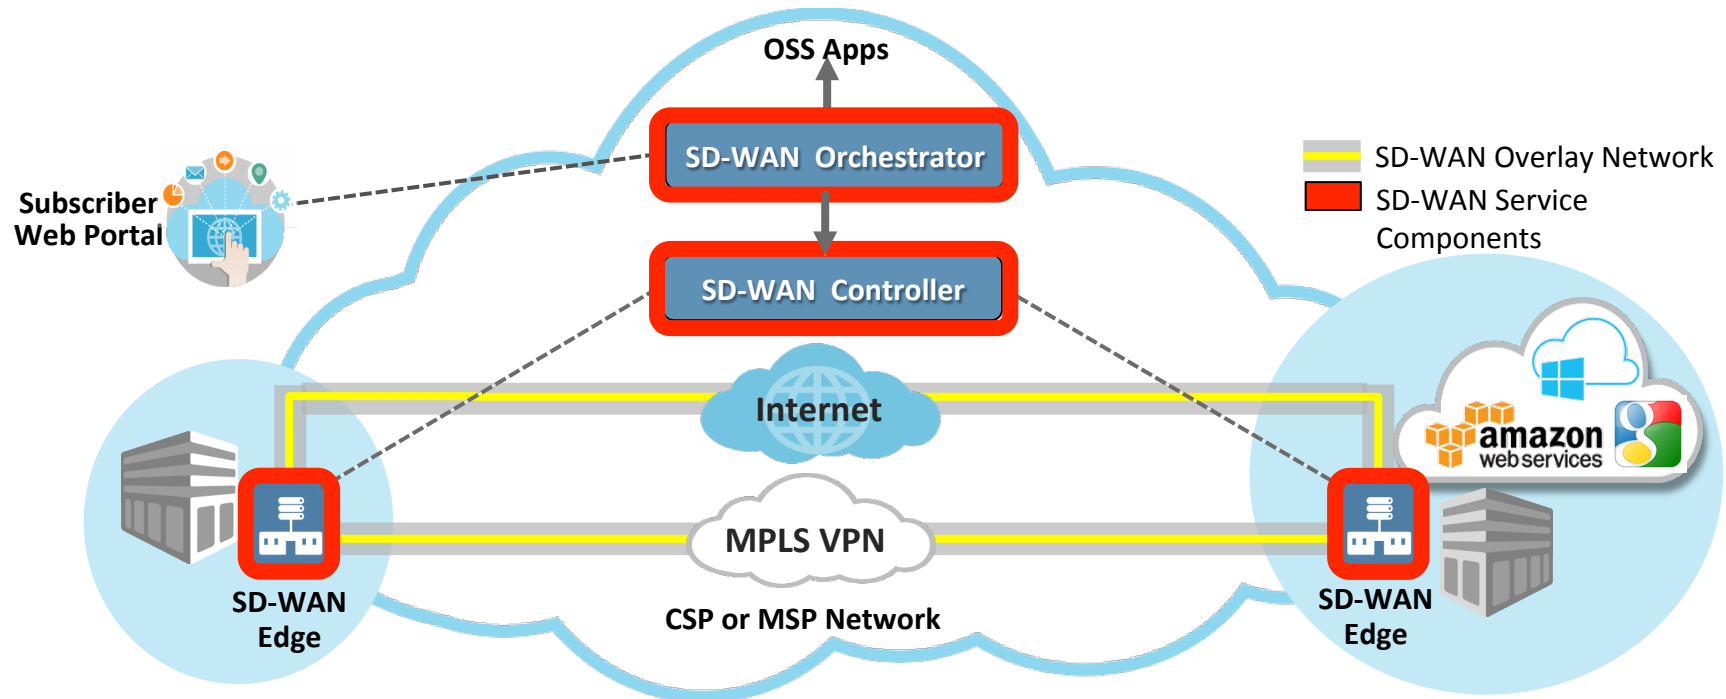 OSS Apps
SD-WAN Orchestrator
SD-WAN Overlay Network
SD-WAN Service
Components
Subscriber
Web Portal
SD-WAN Controller
Internet
amazon
webservices
g
MPLS VPN
SD-WAN
Edge
SD-WAN
Edge
CSP or MSP Network